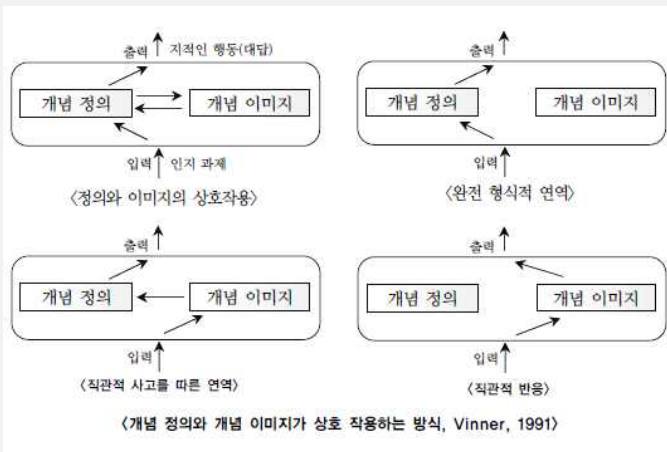 출력 지적인 행동(대답)
개념 정의 개념 이미지
입력 인지 과제
〈정의와 이미지의 상호작용〉
출력
개념 정의 개념 이미지
입력
〈완전 형식적 연역〉
출력
개념 정의 개념 이미지
입력
〈직관적 사고를 따른 연역〉
출력
개념 정의 개념 이미지
입력
〈직관적 반응〉
〈개념 정의와 개념 이미지가 상호 작용하는 방식, Vinner, 1991〉